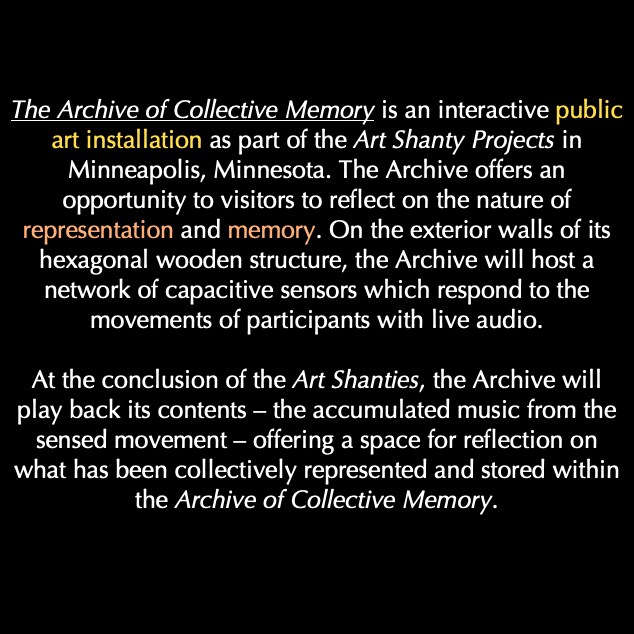 The Archive of Collective Memory is an interactive public
art installation as part of the Art Shanty Projects in
Minneapolis, Minnesota. The Archive offers an
opportunity to visitors to reflect on the nature of
representation and memory. On the exterior walls of its
hexagonal wooden structure, the Archive will host a
network of capacitive sensors which respond to the
movements of participants with live audio.
At the conclusion of the Art Shanties, the Archive will
play back its contents – the accumulated music from the
sensed movement – offering a space for reflection on
what has been collectively represented and stored within
the Archive of Collective Memory.